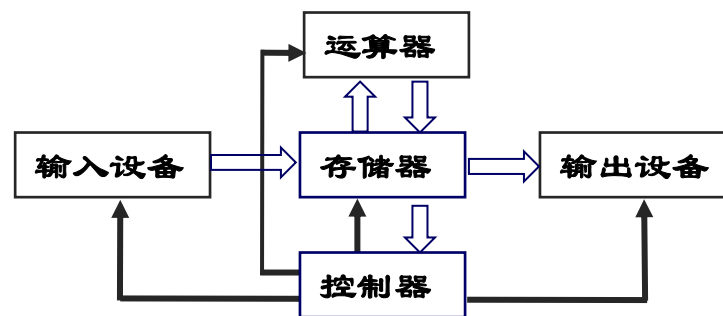 运算器
输入设备
存储器
输出设备
控制器